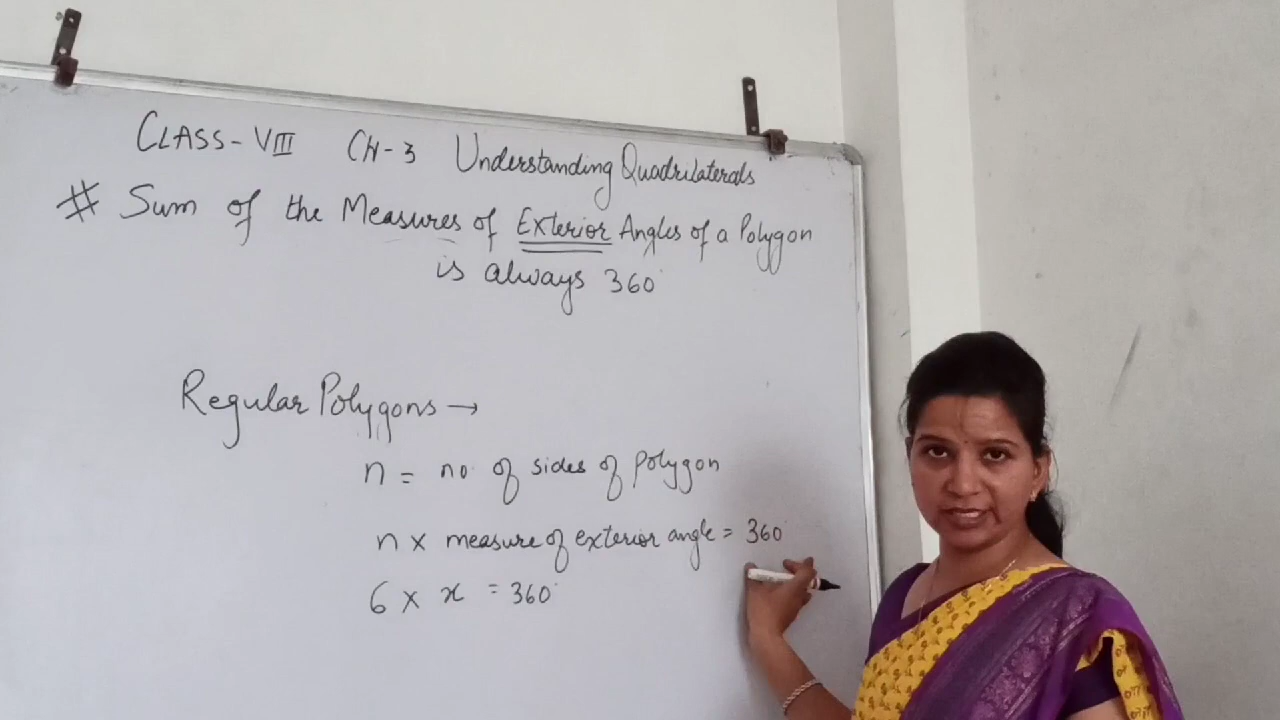 CLASS-VIII CH-3 Understanding Quadrilaterals
# Sum of the Measures of Exterior Angles of a Polygon
is always 360°
Regular Polygons →
n = no. of sides of polygon
n × measure of exterior angle = 360°
6 × x = 360°